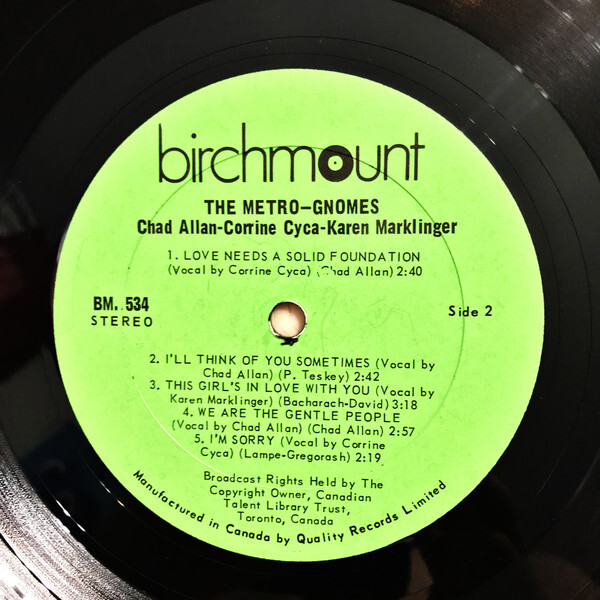 birchmount
THE METRO-GNOMES
Chad Allan-Corrine Cyca-Karen Marklinger
1. LOVE NEEDS A SOLID FOUNDATION
(Vocal by Corrine Cyca) (Chad Allan) 2:40
BM. 534
STEREO
Side 2
2. I'LL THINK OF YOU SOMETIMES (Vocal by
Chad Allan) (P. Teskey) 2:42
3. THIS GIRL'S IN LOVE WITH YOU (Vocal by
Karen Marklinger) (Bacharach-David) 3:18
4. WE ARE THE GENTLE PEOPLE
(Vocal by Chad Allan) (Chad Allan) 2:57
5. I'M SORRY (Vocal by Corrine
Cyca) (Lampe-Gregorash) 2:19
Broadcast Rights Held by The
Copyright Owner, Canadian
Talent Library Trust,
Toronto, Canada
Manufactured in Canada by Quality Records Limited